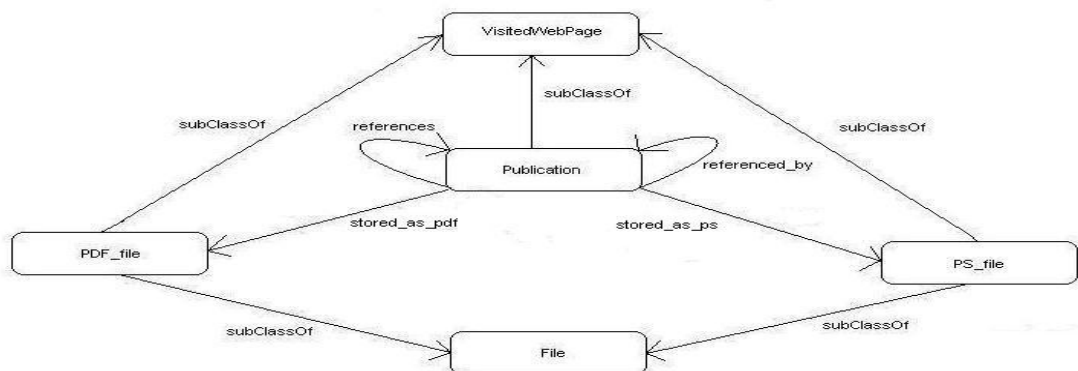 VisitedWebPage
subClassOf
subClassOf
subClassOf
references
Publication
referenced_by
stored_as_pdf
stored_as_ps
PDF_file
PS_file
subClassOf
subClassOf
File